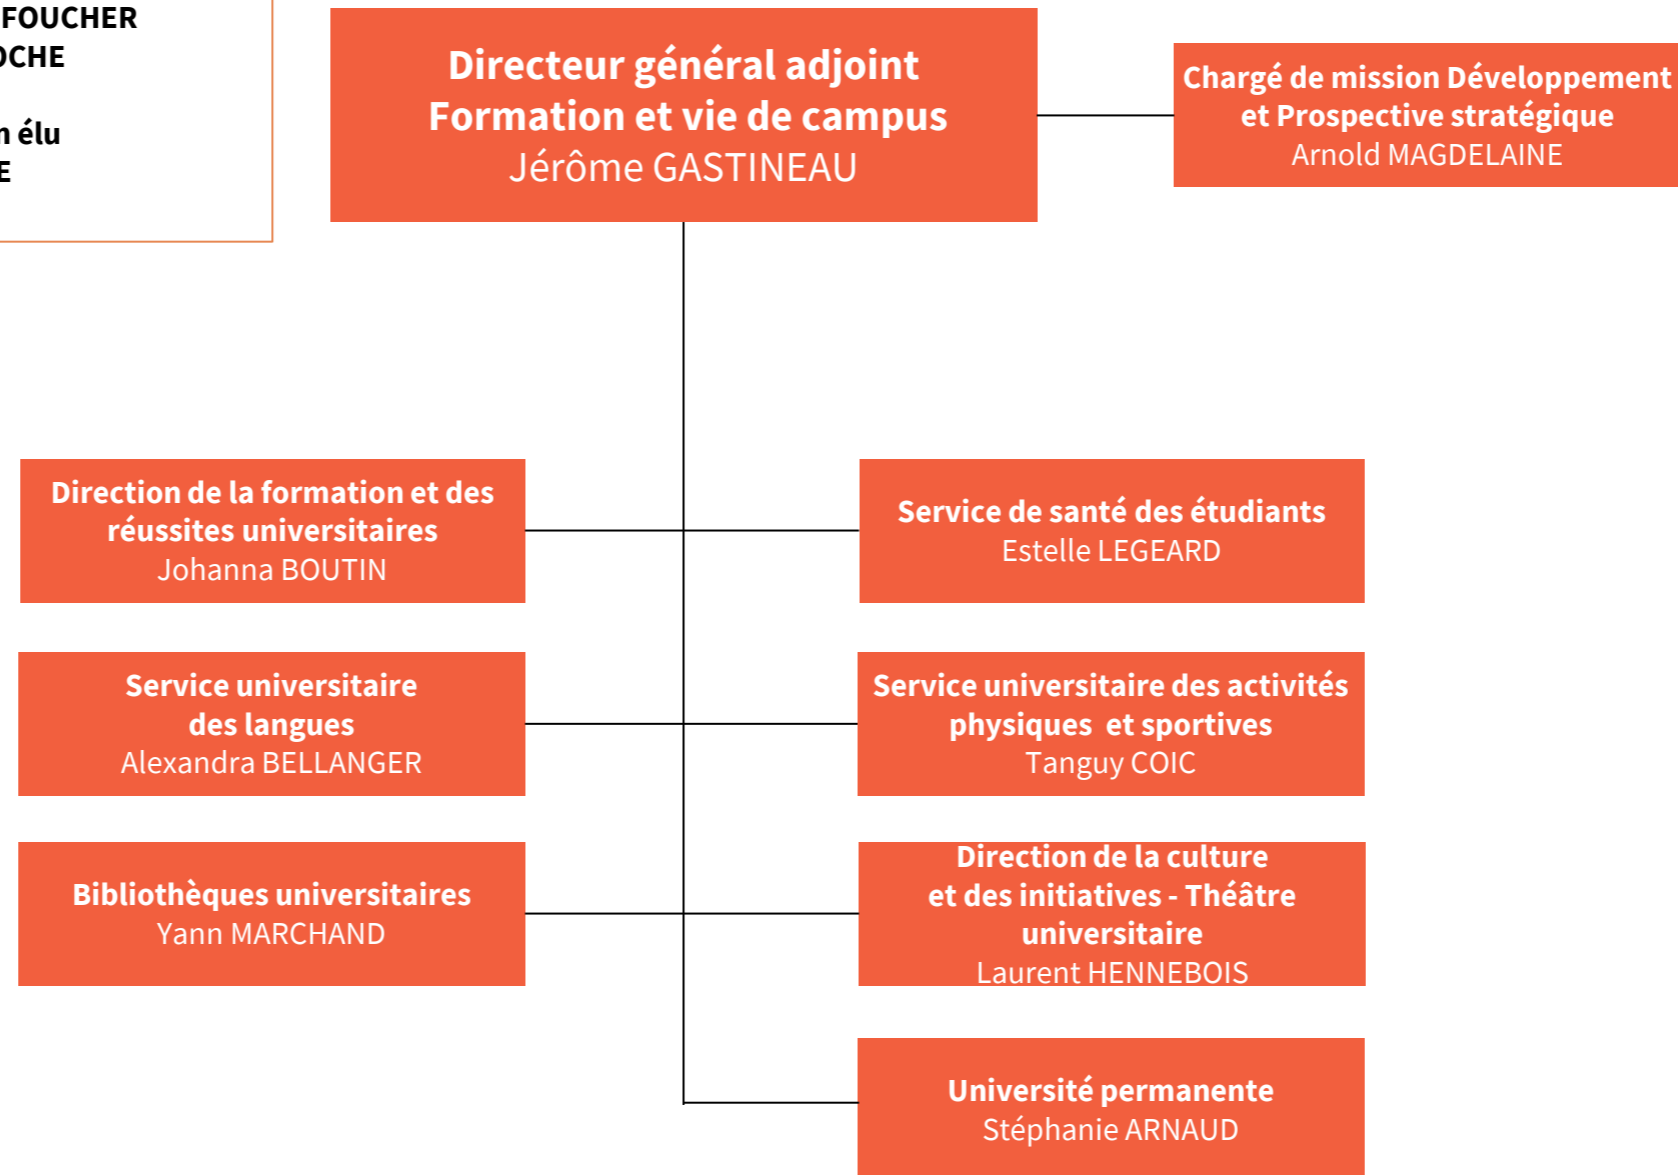 FOUCHER
élu
Directeur général adjoint
Formation et vie de campus
Jérôme GASTINEAU
Chargé de mission Développement
et Prospective stratégique
Arnold MAGDELAINE
Direction de la formation et des
réussites universitaires
Johanna BOUTIN
Service de santé des étudiants
Estelle LEGEARD
Service universitaire
des langues
Alexandra BELLANGER
Service universitaire des activités
physiques et sportives
Tanguy COIC
Bibliothèques universitaires
Yann MARCHAND
Direction de la culture
et des initiatives - Théâtre
universitaire
Laurent HENNEBOIS
Université permanente
Stéphanie ARNAUD